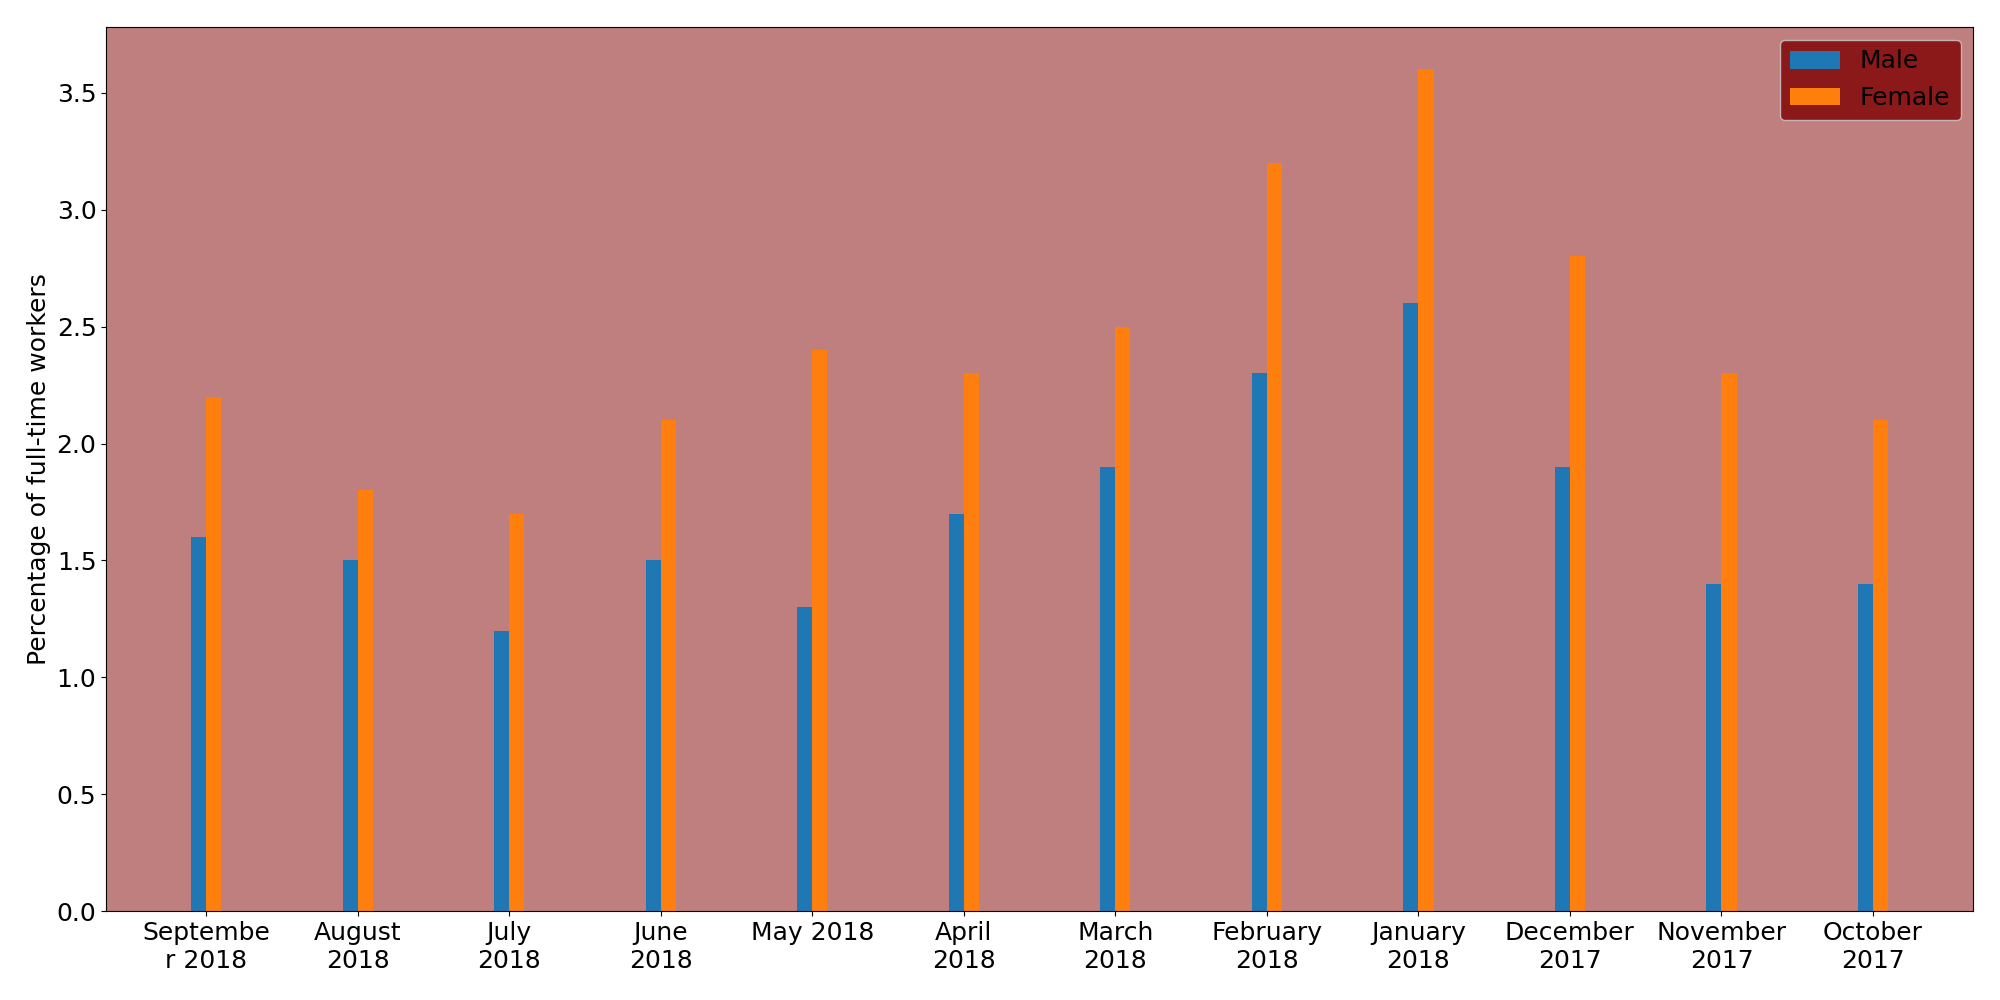 Male
Female
Percentage of full-time workers
3.5
3.0
2.5
2.0
1.5
1.0
0.5
0.0
Septembe
r 2018
August
2018
July
2018
June
2018
May 2018
April
2018
March
2018
February
2018
January
2018
December
2017
November
2017
October
2017